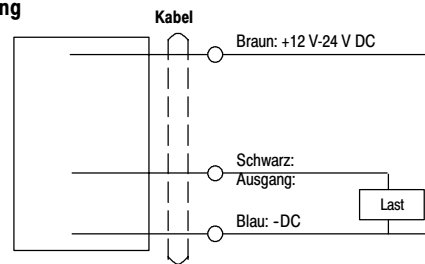 ng
Kabel
Braun: +12 V-24 V DC
Schwarz:
Ausgang:
Last
Blau: -DC